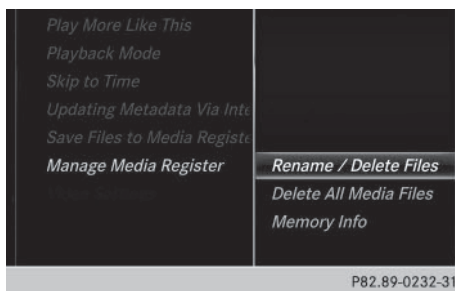 Play More Like This
Playback Mode
Skip to Time
Updating Metadata Via Inte
Save Files to Media Registe
Manage Media Register
Rename / Delete Files
Delete All Media Files
Memory Info
P82.89-0232-31